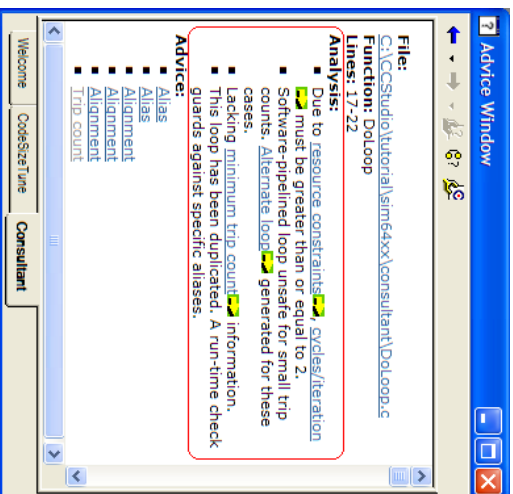 Advice Window
File:
C:\CCStudio\tutorial\sim64xx\consultant\DoLoop.c
Function: DoLoop
Lines: 17-22
Analysis:
Due to resource constraints, cycles/iteration
must be greater than or equal to 2.
Software-pipelined loop unsafe for small trip
counts. Alternate loop generated for these
cases.
Lacking minimum trip count information.
This loop has been duplicated. A run-time check
guards against specific aliases.
Advice:
Alias
Alias
Alignment
Alignment
Alignment
Trip count
Welcome CodeSizeTune Consultant